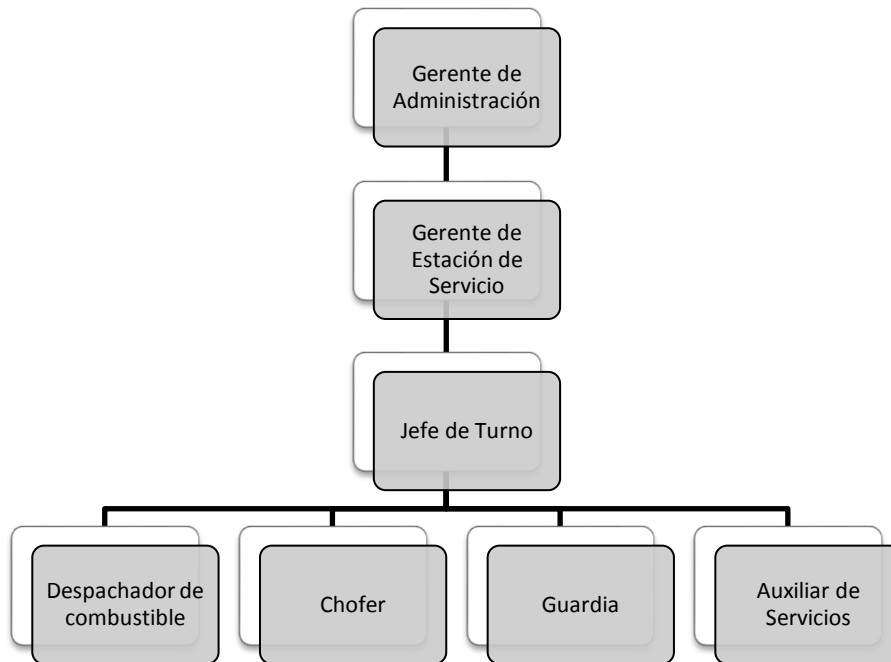 Gerente de
Administración
Gerente de
Estación de
Servicio
Jefe de Turno
Despachador de
combustible
Chofer
Guardia
Auxiliar de
Servicios